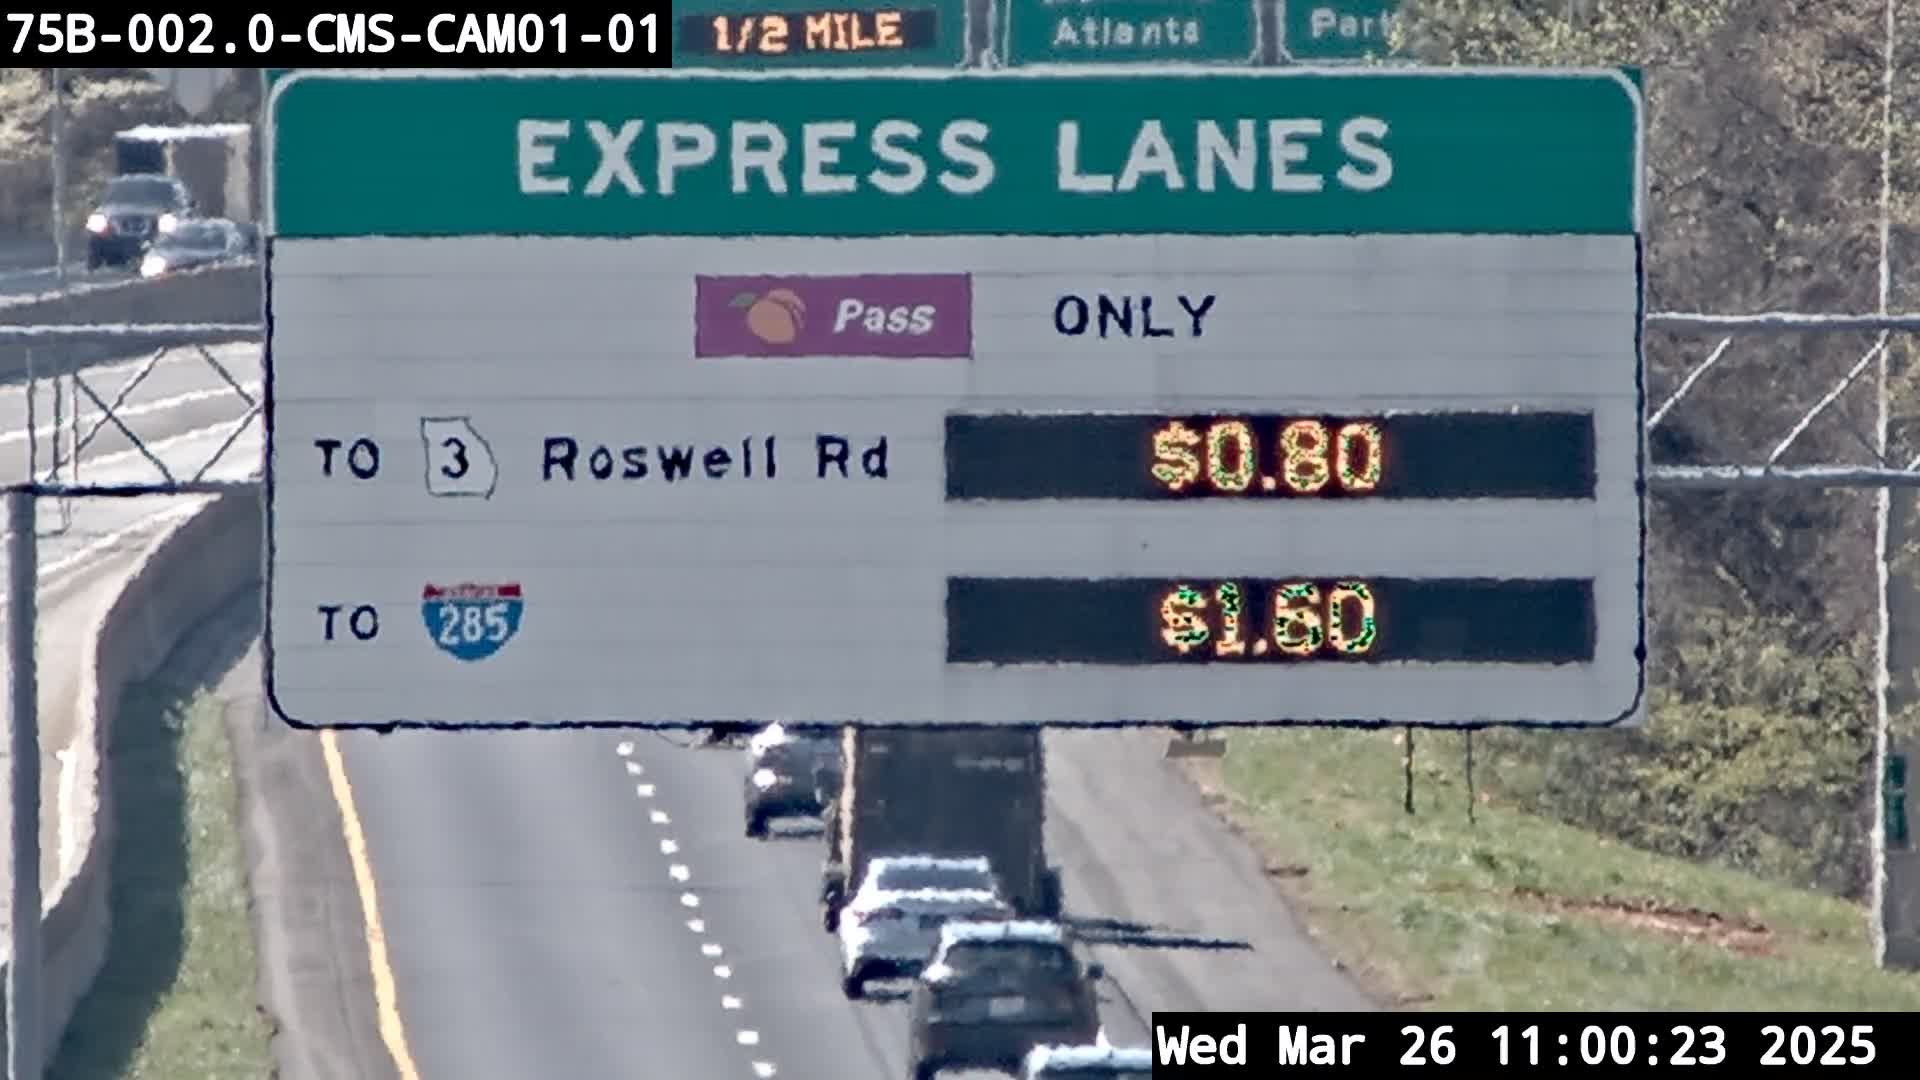 75B-002.0-CMS-CAM01-01
1/2 MILE
Atlanta
EXPRESS LANES
Pass ONLY
TO 3 Roswell Rd $0.80
TO 285 $1.60
Wed Mar 26 11:00:23 2025